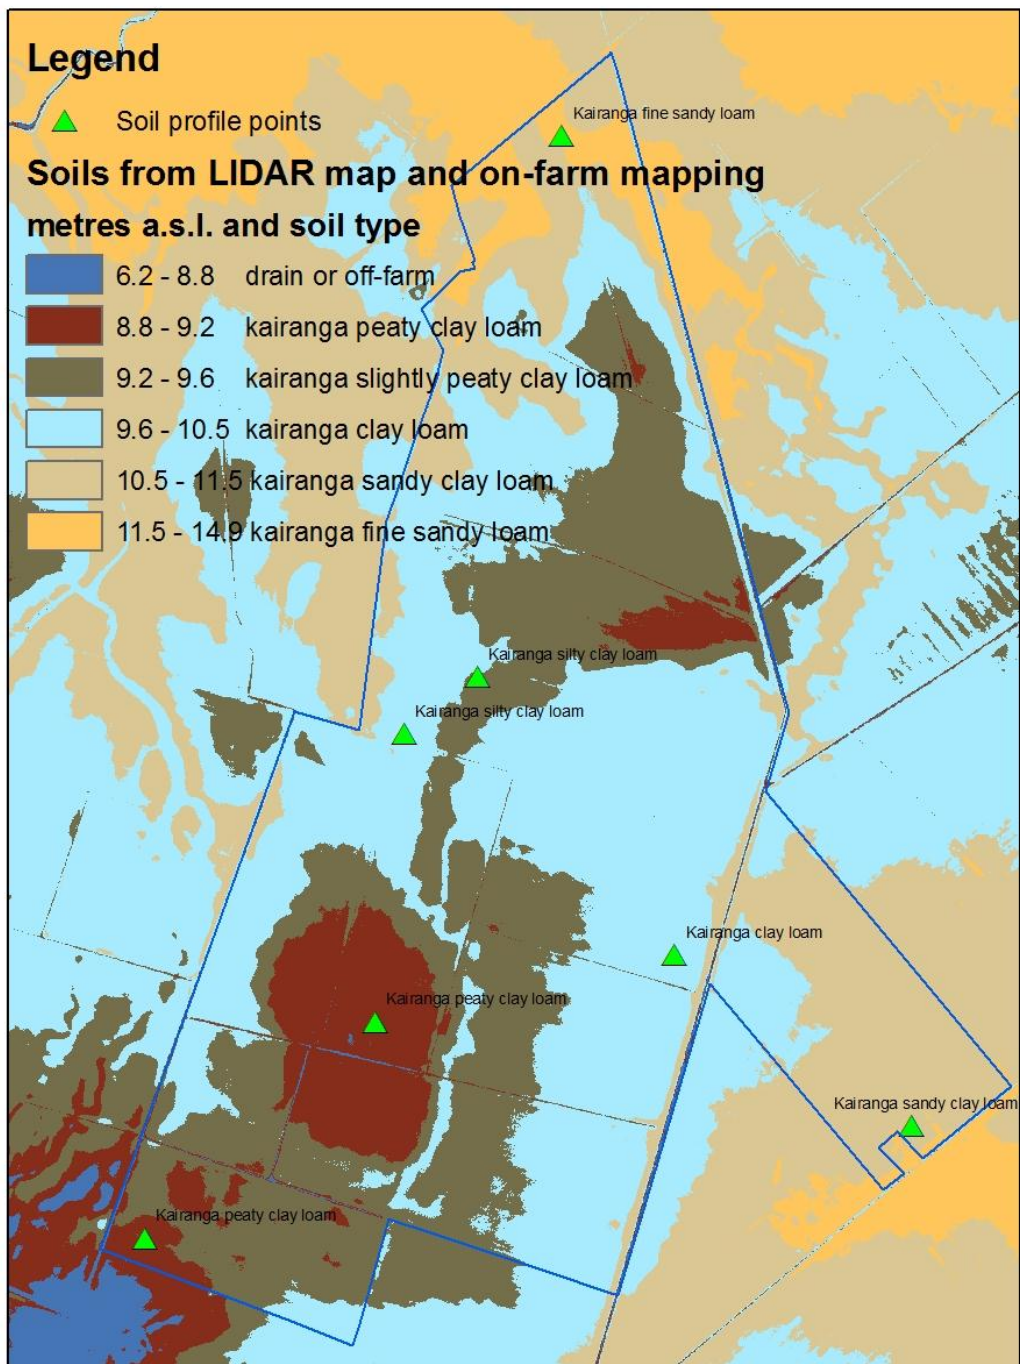 Legend
Kairanga fine sandy loam
Soil profile points
Soils from LIDAR map and on-farm mapping
metres a.s.l. and soil type
6.2 - 8.8 drain or off-farm
8.8 - 9.2 kairanga peaty clay loam
9.2 - 9.6 kairanga slightly peaty clay loam
9.6 - 10.5 kairanga clay loam
10.5 - 11.5 kairanga sandy clay loam
11.5 - 14.9 kairanga fine sandy loam
Kairanga silty clay loam
Kairanga silty clay loam
Kairanga clay loam
Kairanga peaty clay loam
Kairanga sandy clay loam
Kairanga peaty clay loam